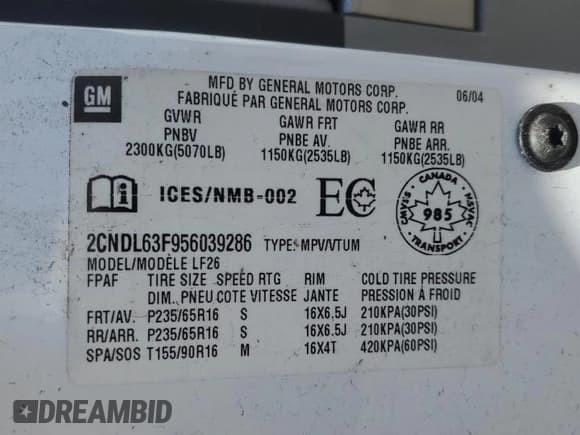 GM
MFD BY GENERAL MOTORS CORP.
FABRIQUÉ PAR GENERAL MOTORS CORP.
06/04
GVWR GAWR FRT GAWR RR
PNBV PNBE AV. PNBE ARR.
2300KG(5070LB) 1150KG(2535LB) 1150KG(2535LB)
i ICES/NMB-002 EC
CANADA
CMVSS 985 NSVAC
TRANSPORT
2CNDL63F956039286 TYPE: MPV/VTUM
MODEL/MODÈLE LF26
FPAF TIRE SIZE SPEED RTG RIM COLD TIRE PRESSURE
DIM. PNEU COTE VITESSE JANTE PRESSION À FROID
FRT/AV. P235/65R16 S 16X6.5J 210KPA(30PSI)
RR/ARR. P235/65R16 S 16X6.5J 210KPA(30PSI)
SPA/SOS T155/90R16 M 16X4T 420KPA(60PSI)
DREAMBID